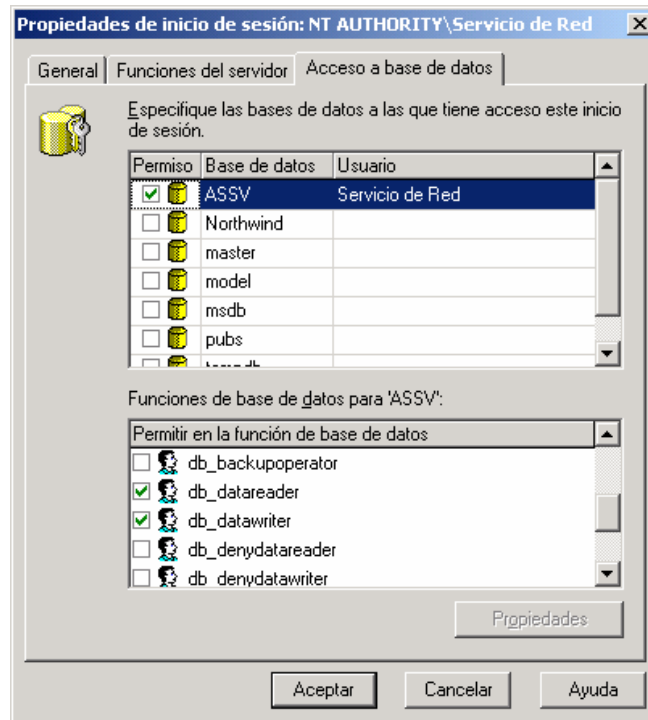 Propiedades de inicio de sesión: NT AUTHORITY\Servicio de Red
General Funciones del servidor Acceso a base de datos
Especifique las bases de datos a las que tiene acceso este inicio
de sesión.
Permiso Base de datos Usuario
ASSV Servicio de Red
Northwind
master
model
msdb
pubs
Funciones de base de datos para 'ASSV':
Permitir en la función de base de datos
db_backupoperator
db_datareader
db_datawriter
db_denydatareader
db_denydatawriter
Propiedades
Aceptar Cancelar Ayuda